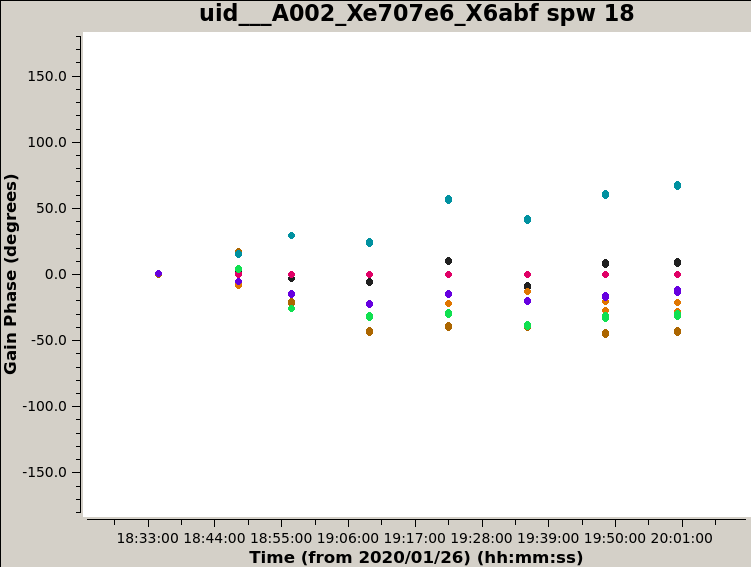 uid___A002_Xe707e6_X6abf spw 18
Gain Phase (degrees)
150.0
100.0
50.0
0.0
-50.0
-100.0
-150.0
18:33:00 18:44:00 18:55:00 19:06:00 19:17:00 19:28:00 19:39:00 19:50:00 20:01:00
Time (from 2020/01/26) (hh:mm:ss)